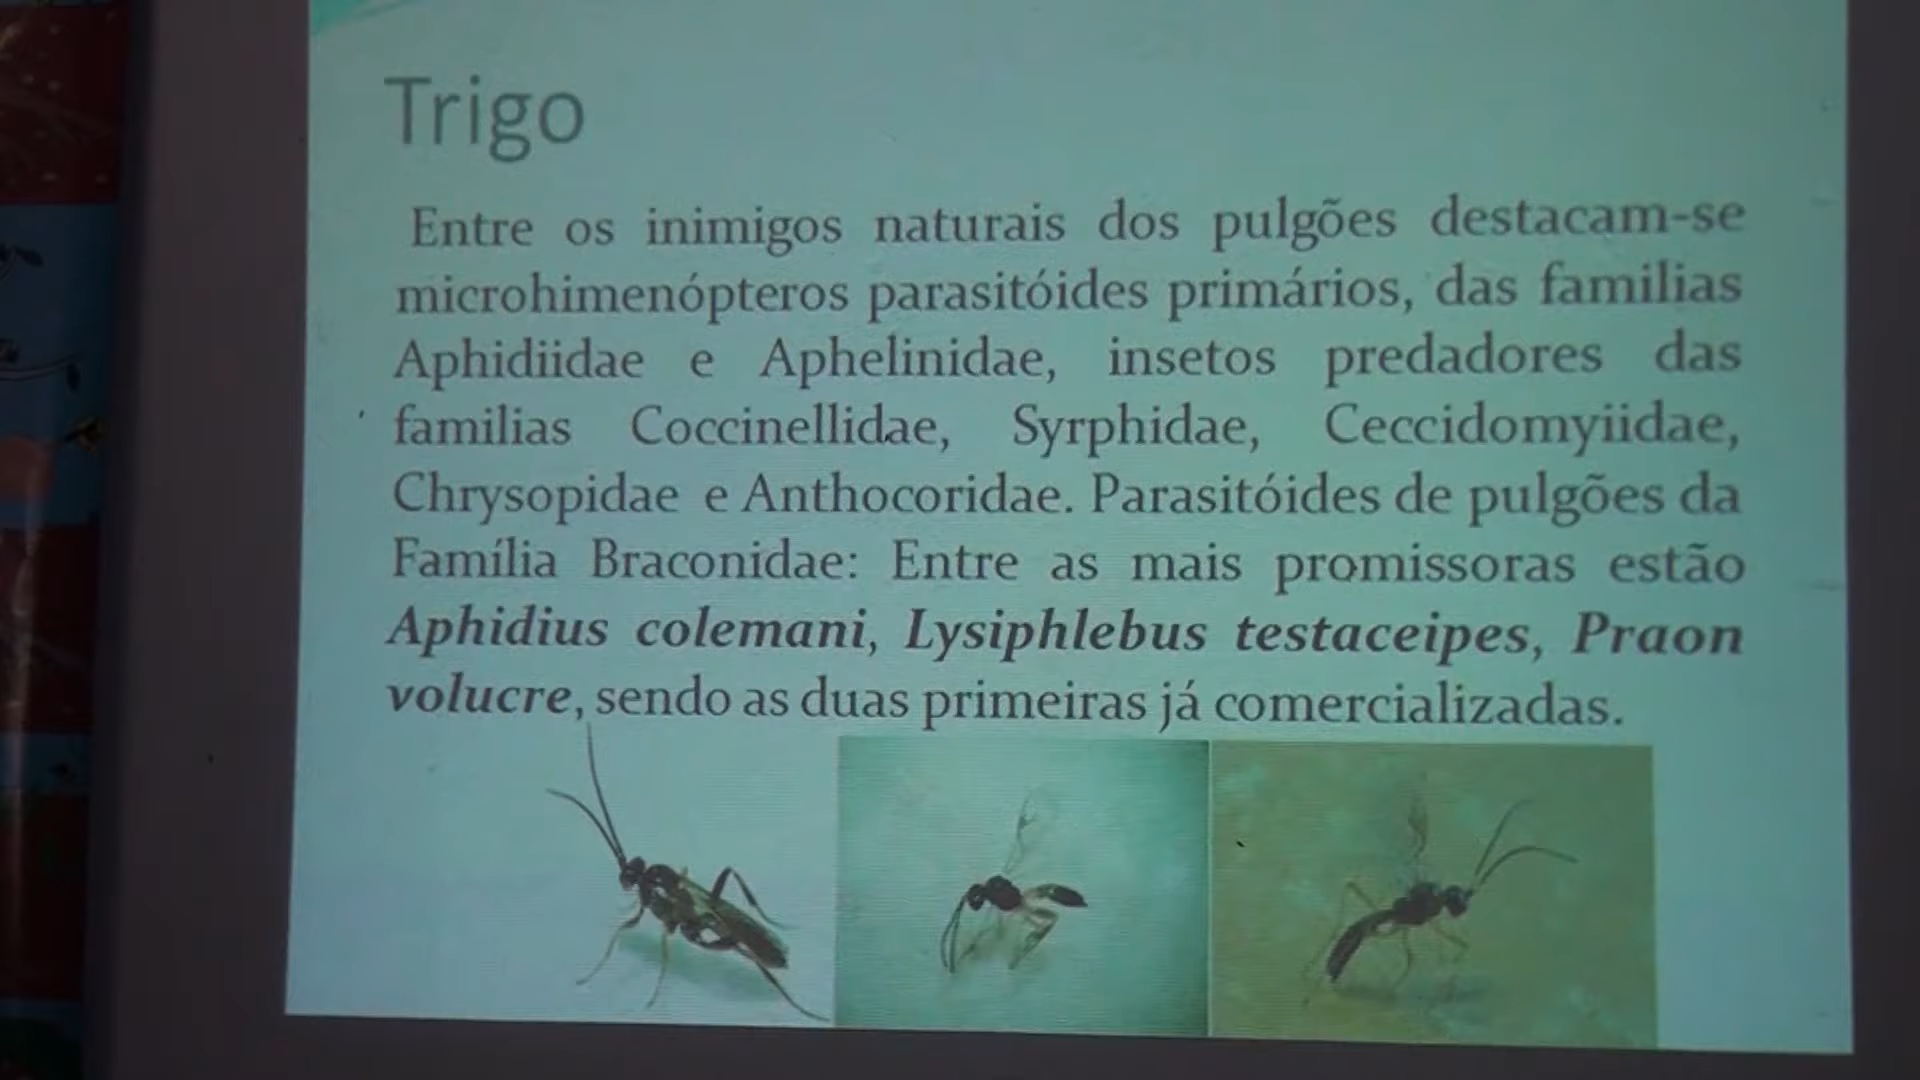 Trigo
Entre os inimigos naturais dos pulgões destacam-se
microhimenópteros parasitóides primários, das familias
Aphidiidae e Aphelinidae, insetos predadores das
familias Coccinellidae, Syrphidae, Ceccidomyiidae,
Chrysopidae e Anthocoridae. Parasitóides de pulgões da
Família Braconidae: Entre as mais promissoras estão
Aphidius colemani, Lysiphlebus testaceipes, Praon
volucre, sendo as duas primeiras já comercializadas.